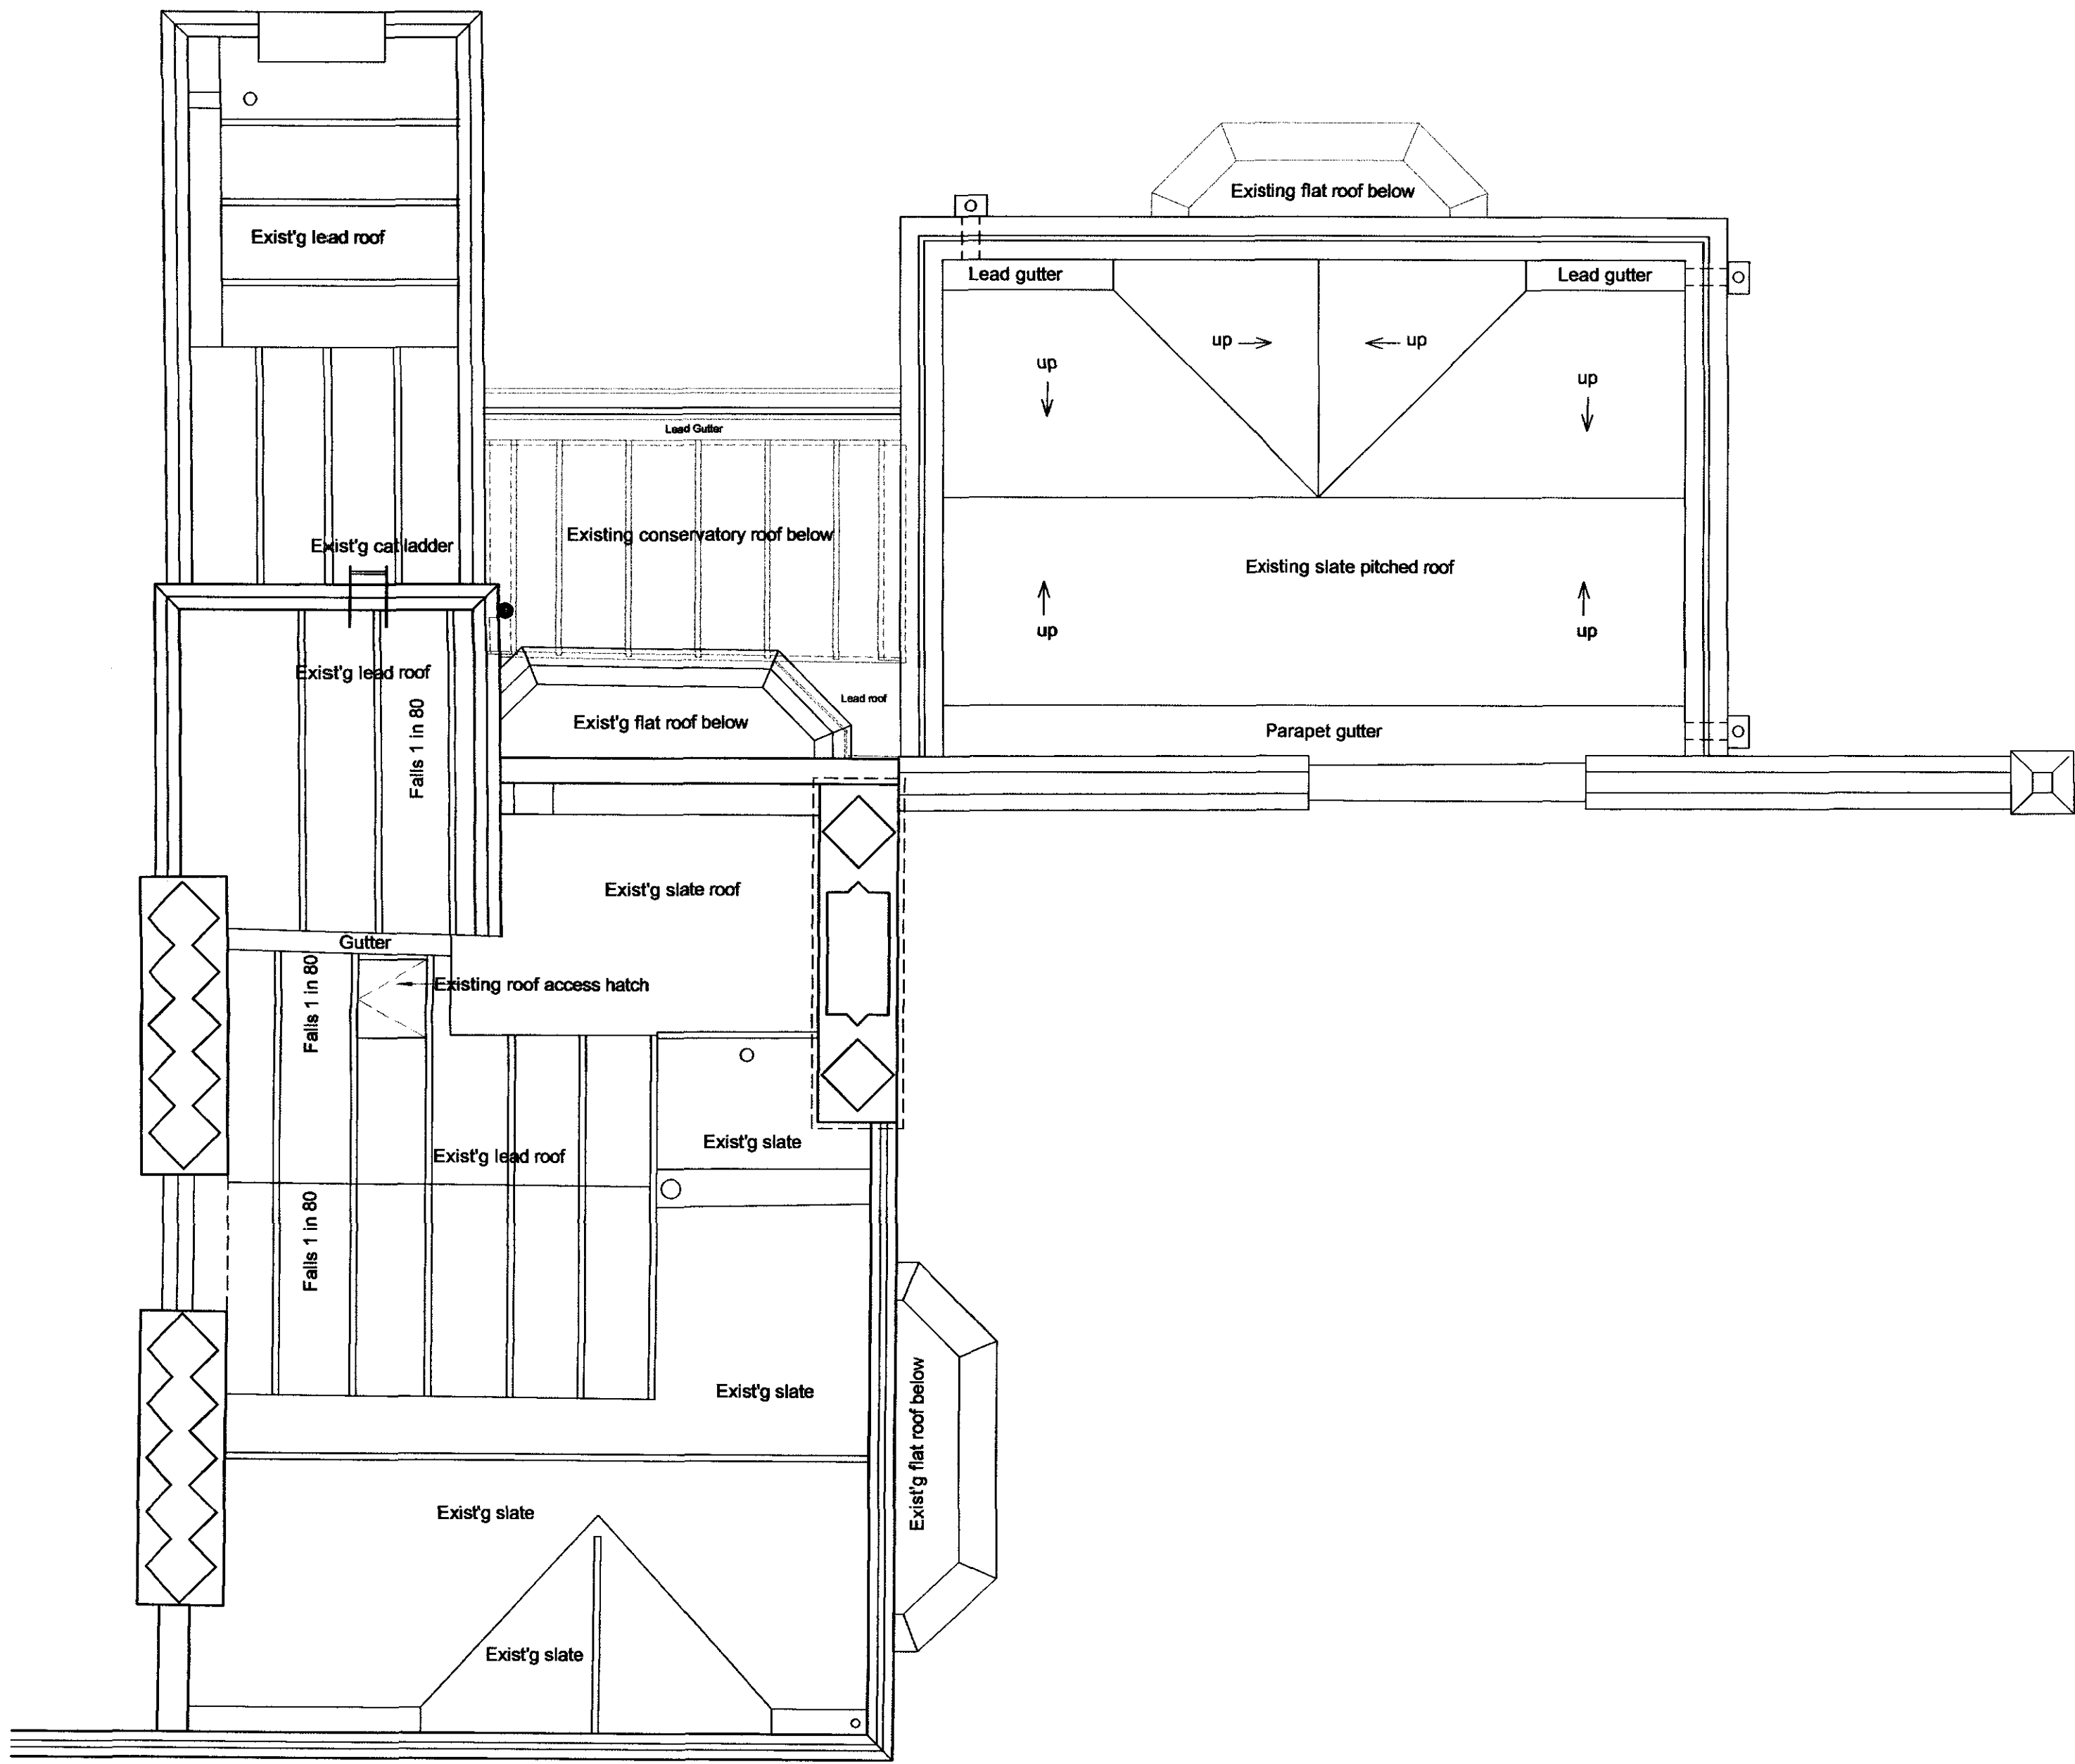 Existing flat roof below
Exist'g lead roof
Lead gutter
Lead gutter
up
up
up
up
Lead Gutter
Existing conservatory roof below
Exist'g cat ladder
Existing slate pitched roof
up
up
Exist'g lead roof
Falls 1 in 80
Lead roof
Exist'g flat roof below
Parapet gutter
Exist'g slate roof
Gutter
Falls 1 in 80
Existing roof access hatch
Exist'g slate
Exist'g lead roof
Falls 1 in 80
Exist'g slate
Exist'g flat roof below
Exist'g slate
Exist'g slate